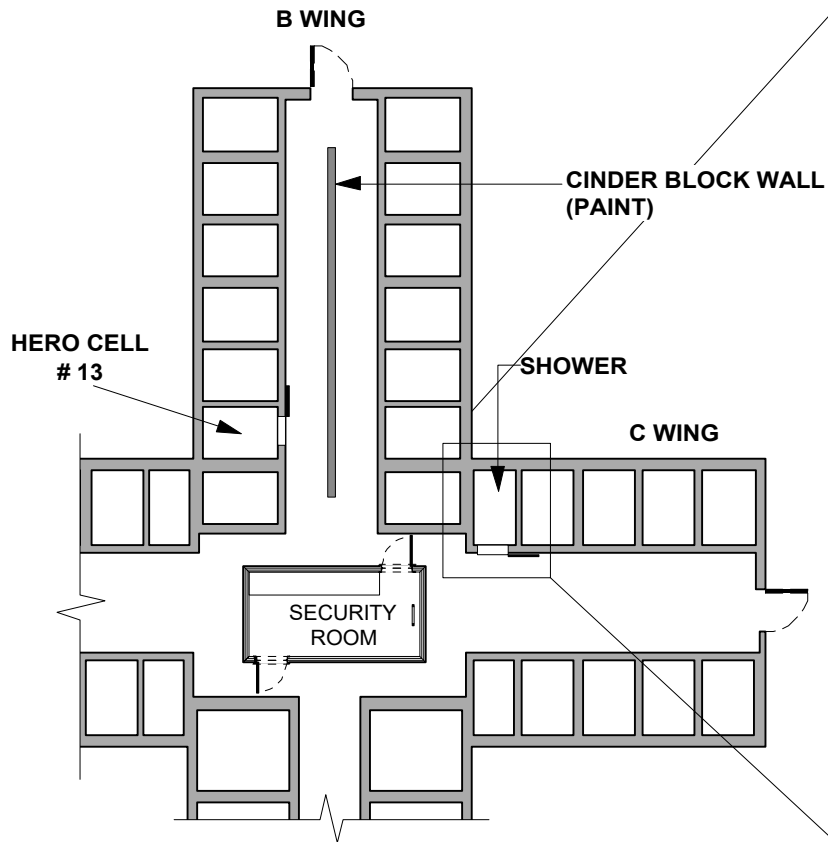 B WING
CINDER BLOCK WALL
(PAINT)
HERO CELL
# 13
SHOWER
C WING
SECURITY
ROOM